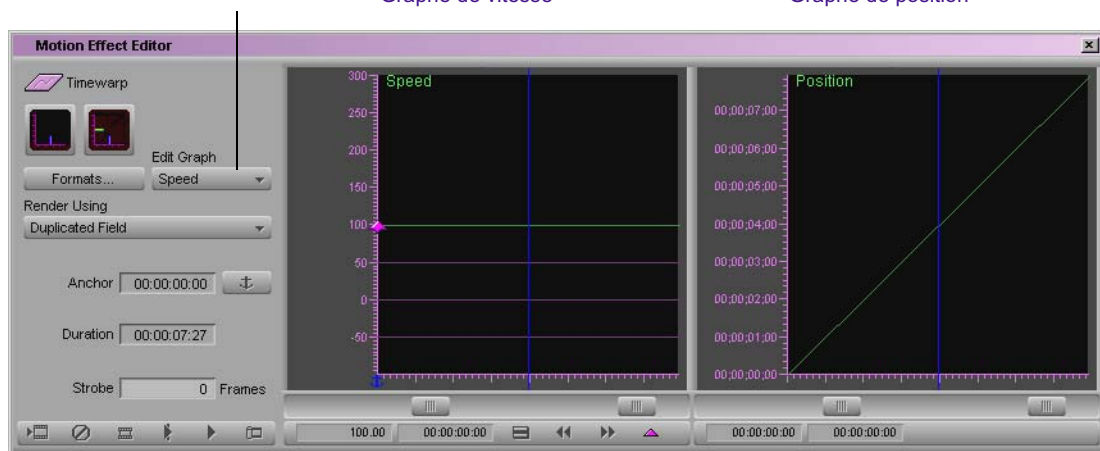 Graphe de vitesse
Graphe de position
Motion Effect Editor
Timewarp
Edit Graph
Formats...
Speed
Render Using
Duplicated Field
Anchor 00:00:00:00
Duration 00:00:07:27
Strobe 0 Frames
Speed
300
250
200
150
100
50
0
-50
100.00 00:00:00:00
Position
00;00;07;00
00;00;06;00
00;00;05;00
00;00;04;00
00;00;03;00
00;00;02;00
00;00;01;00
00;00;00;00
00:00:00:00 00:00:00:00